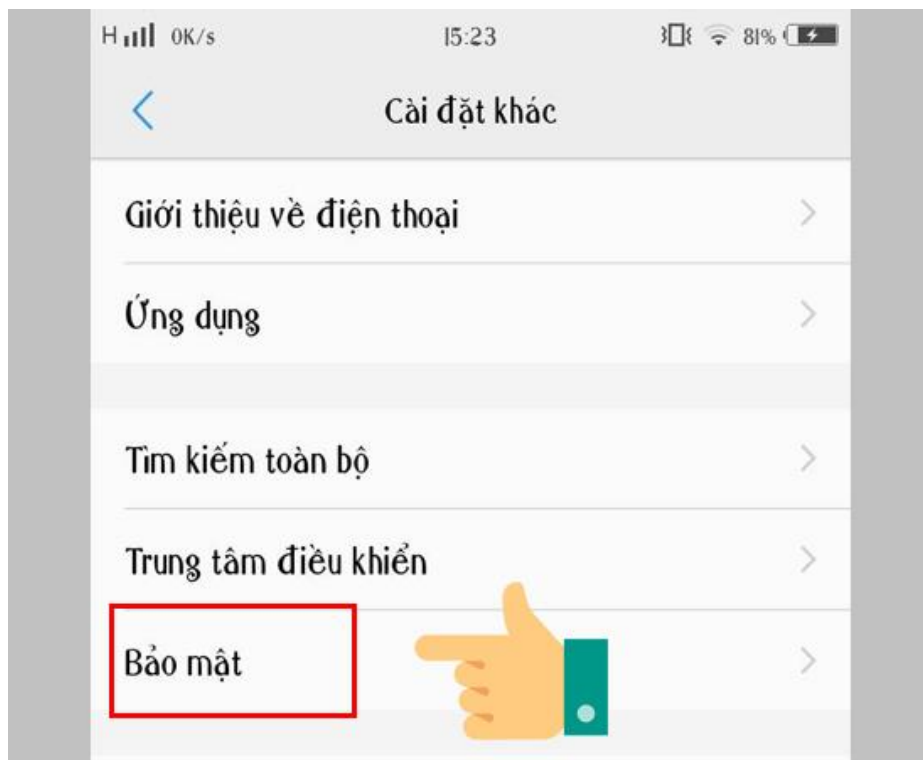 H 0K/s 15:23 81%
Cài đặt khác
Giới thiệu về điện thoại
Ứng dụng
Tìm kiếm toàn bộ
Trung tâm điều khiển
Bảo mật